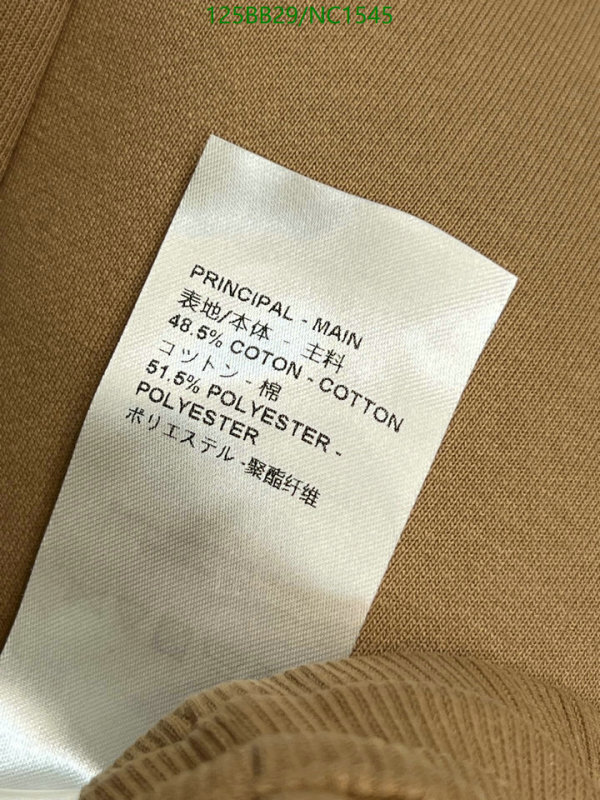 125BB29/NC1545
PRINCIPAL - MAIN
表地/本体 - 主料
48.5% COTON - COTTON
コットン - 棉
51.5% POLYESTER -
POLYESTER
ポリエステル - 聚酯纤维